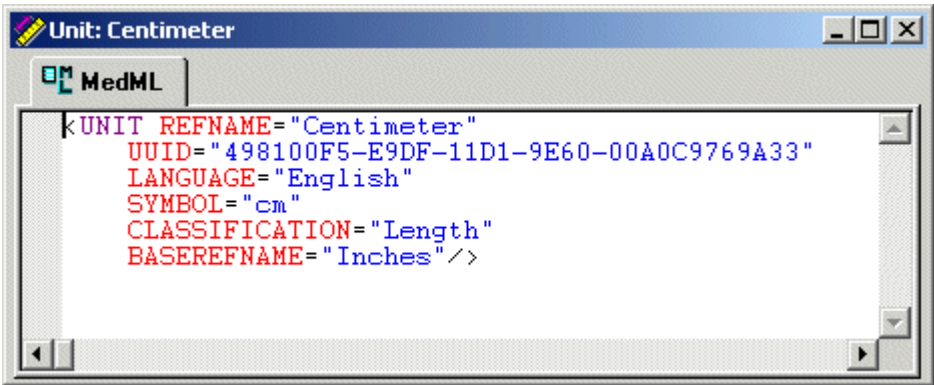 Unit: Centimeter
MedML
<UNIT REFNAME="Centimeter"
UUID="498100F5-E9DF-11D1-9E60-00A0C9769A33"
LANGUAGE="English"
SYMBOL="cm"
CLASSIFICATION="Length"
BASEREFNAME="Inches"/>